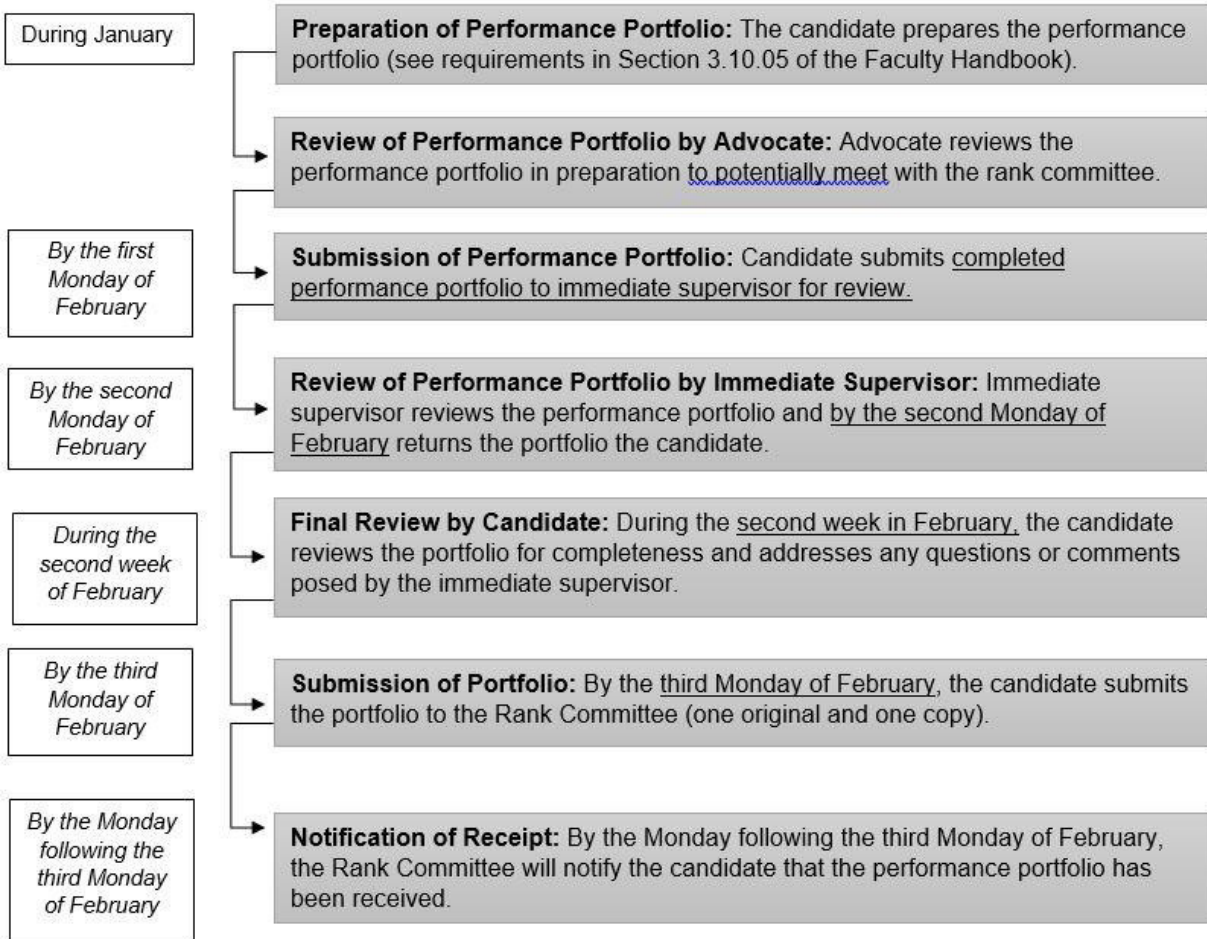 During January
Preparation of Performance Portfolio: The candidate prepares the performance
portfolio (see requirements in Section 3.10.05 of the Faculty Handbook).
Review of Performance Portfolio by Advocate: Advocate reviews the
performance portfolio in preparation to potentially meet with the rank committee.
By the first
Monday of
February
Submission of Performance Portfolio: Candidate submits completed
performance portfolio to immediate supervisor for review.
By the second
Monday of
February
Review of Performance Portfolio by Immediate Supervisor: Immediate
supervisor reviews the performance portfolio and by the second Monday of
February returns the portfolio the candidate.
During the
second week
of February
Final Review by Candidate: During the second week in February, the candidate
reviews the portfolio for completeness and addresses any questions or comments
posed by the immediate supervisor.
By the third
Monday of
February
Submission of Portfolio: By the third Monday of February, the candidate submits
the portfolio to the Rank Committee (one original and one copy).
By the Monday
following the
third Monday
of February
Notification of Receipt: By the Monday following the third Monday of February,
the Rank Committee will notify the candidate that the performance portfolio has
been received.